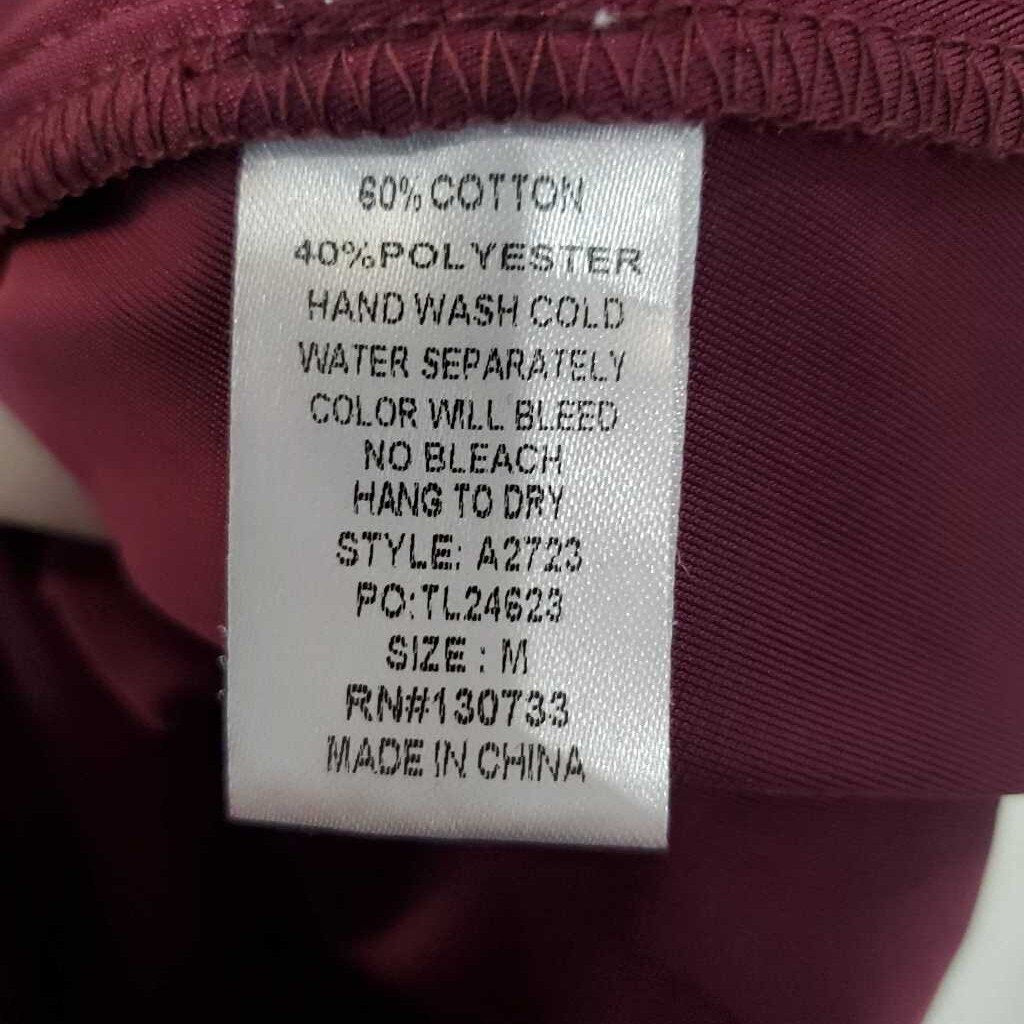 60% COTTON
40%POLYESTER
HAND WASH COLD
WATER SEPARATELY
COLOR WILL BLEED
NO BLEACH
HANG TO DRY
STYLE: A2723
PO:TL24623
SIZE : M
RN#130733
MADE IN CHINA